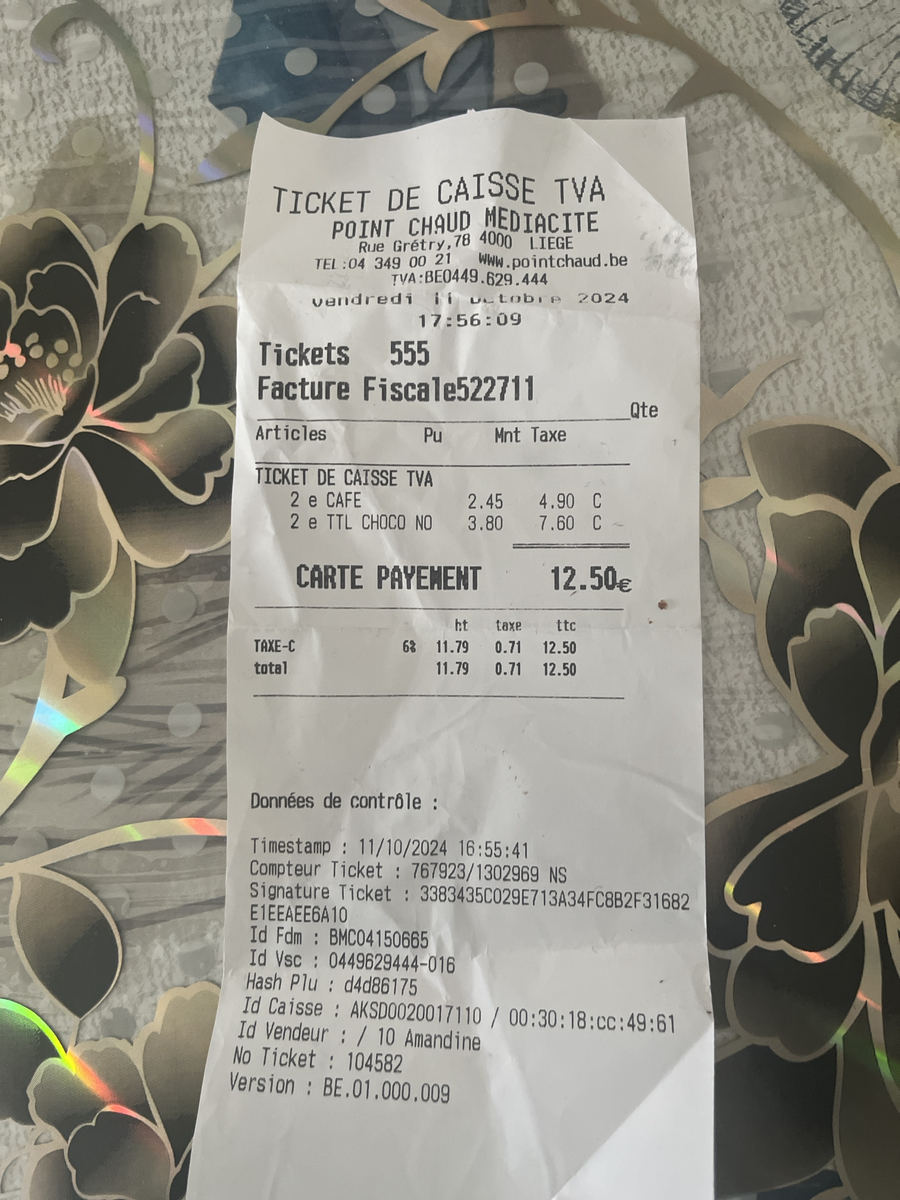 TICKET DE CAISSE TVA
POINT CHAUD MEDIACITE
Rue Grétry,78 4000 LIEGE
TEL:04 349 00 21 Www.pointchaud.be
TVA:BE0449.629.444
vendredi 11 octobre 2024
17:56:09
Tickets 555
Facture Fiscale522711
Qte
Articles Pu Mnt Taxe
TICKET DE CAISSE TVA
2 e CAFE 2.45 4.90 C
2 e TTL CHOCO NO 3.80 7.60 C
CARTE PAYEMENT 12.50€
ht taxe ttc
TAXE-C 6% 11.79 0.71 12.50
total 11.79 0.71 12.50
Données de contrôle :
Timestamp : 11/10/2024 16:55:41
Compteur Ticket : 767923/1302969 NS
Signature Ticket : 3383435C029E713A34FC8B2F31682
E1EEAEE6A10
Id Fdm : BMC04150665
Id Vsc : 0449629444-016
Hash Plu : d4d86175
Id Caisse : AKSD0020017110 / 00:30:18:cc:49:61
Id Vendeur : / 10 Amandine
No Ticket : 104582
Version : BE.01.000.009